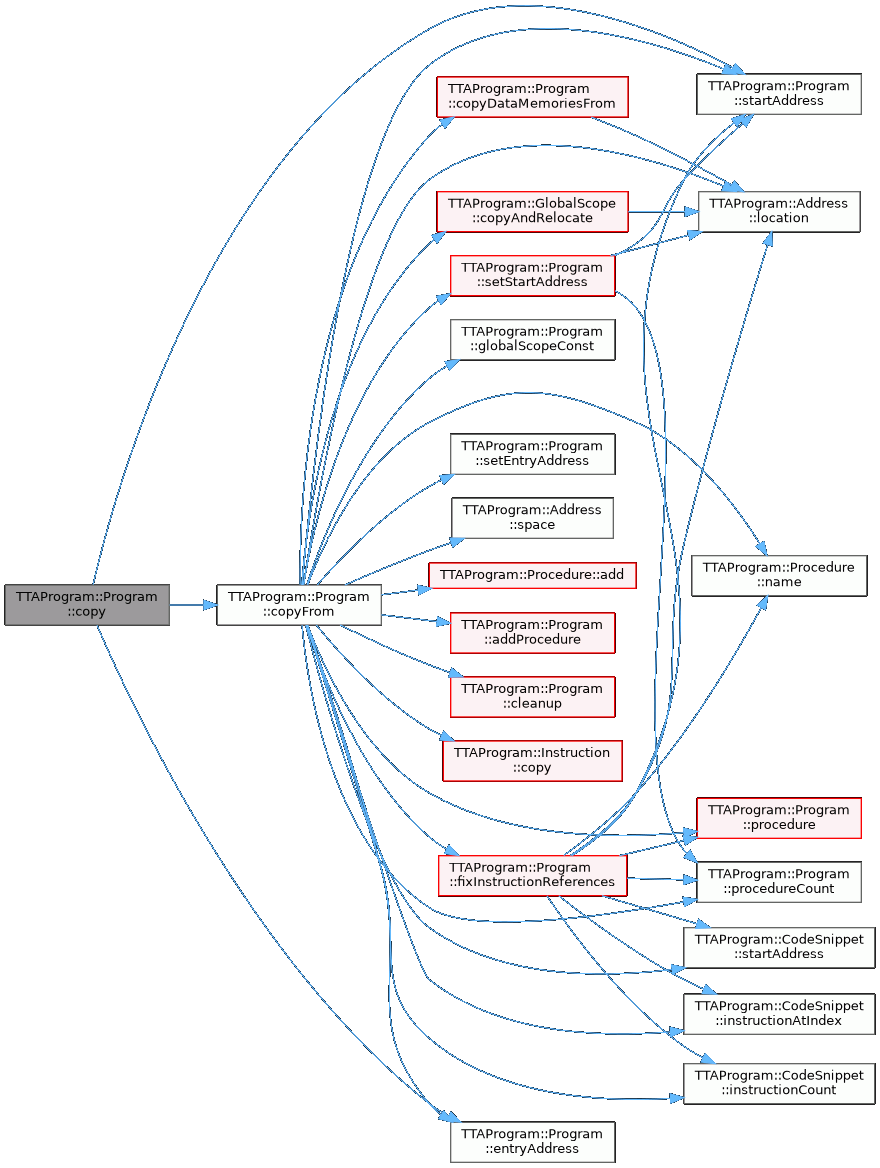 TTAProgram::Program
::copy
TTAProgram::Program
::copyFrom
TTAProgram::Program
::copyDataMemoriesFrom
TTAProgram::GlobalScope
::copyAndRelocate
TTAProgram::Program
::setStartAddress
TTAProgram::Program
::globalScopeConst
TTAProgram::Program
::setEntryAddress
TTAProgram::Address
::space
TTAProgram::Procedure::add
TTAProgram::Program
::addProcedure
TTAProgram::Program
::cleanup
TTAProgram::Instruction
::copy
TTAProgram::Program
::fixInstructionReferences
TTAProgram::Program
::entryAddress
TTAProgram::Program
::startAddress
TTAProgram::Address
::location
TTAProgram::Procedure
::name
TTAProgram::Program
::procedure
TTAProgram::Program
::procedureCount
TTAProgram::CodeSnippet
::startAddress
TTAProgram::CodeSnippet
::instructionAtIndex
TTAProgram::CodeSnippet
::instructionCount